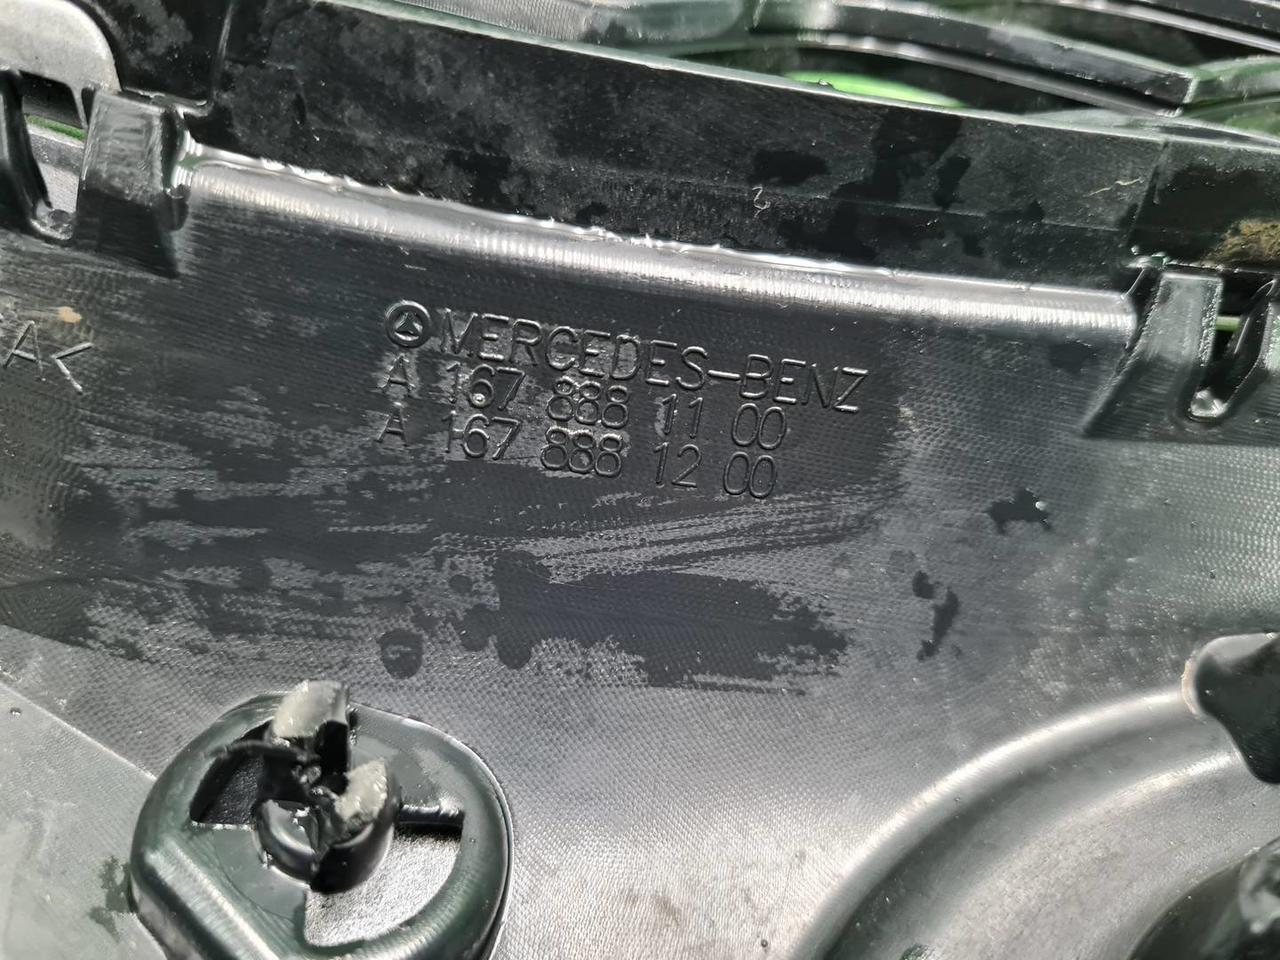 MERCEDES-BENZ
A 167 888 11 00
A 167 888 12 00